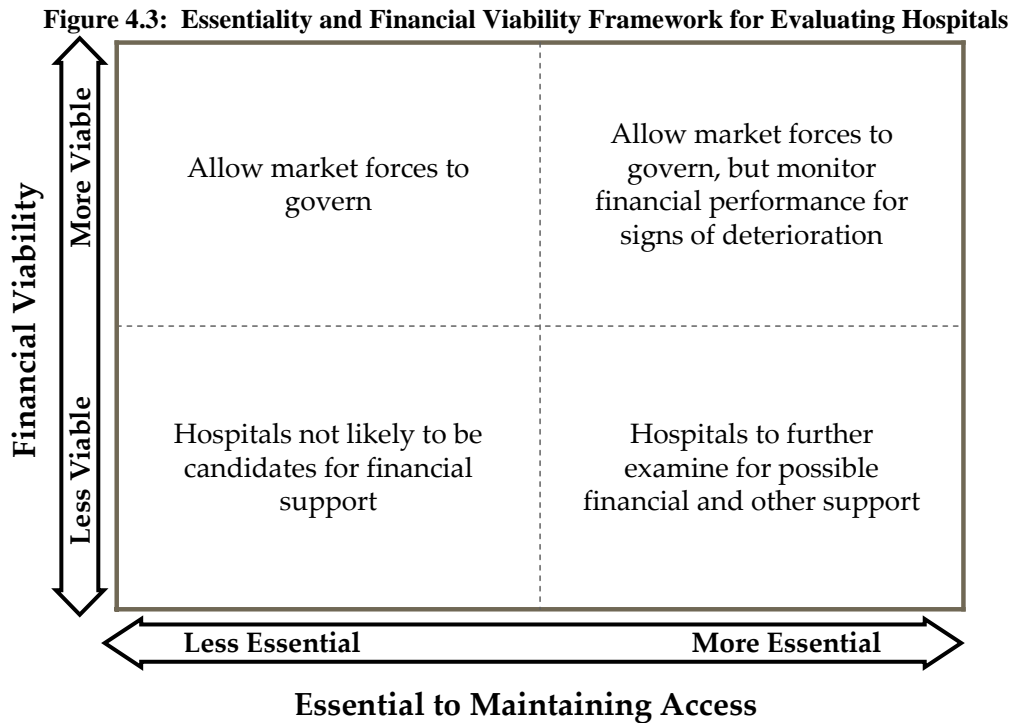 Figure 4.3:  Essentiality and Financial Viability Framework for Evaluating Hospitals
Financial Viability
More Viable
Less Viable
Allow market forces to
govern
Allow market forces to
govern, but monitor
financial performance for
signs of deterioration
Hospitals not likely to be
candidates for financial
support
Hospitals to further
examine for possible
financial and other support
Less Essential
More Essential
Essential to Maintaining Access